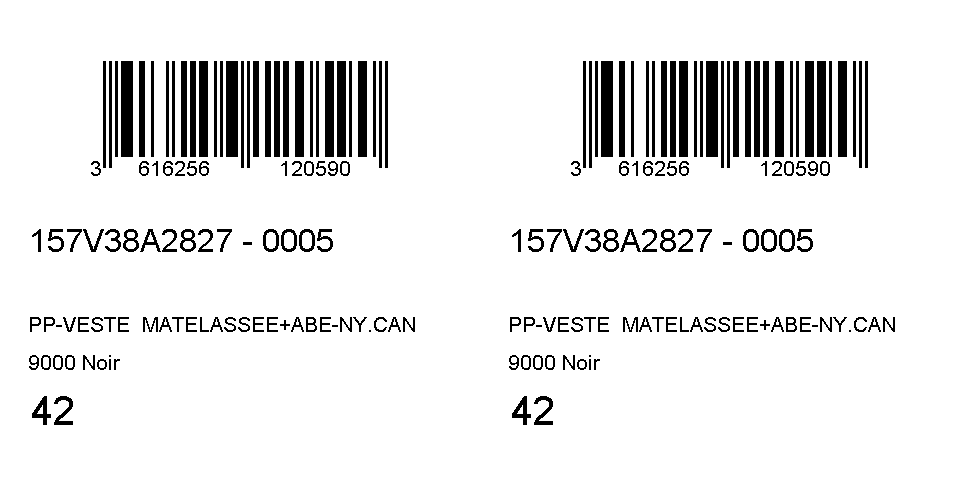 3 616256 120590
157V38A2827 - 0005
PP-VESTE  MATELASSEE+ABE-NY.CAN
9000 Noir
42
3 616256 120590
157V38A2827 - 0005
PP-VESTE  MATELASSEE+ABE-NY.CAN
9000 Noir
42